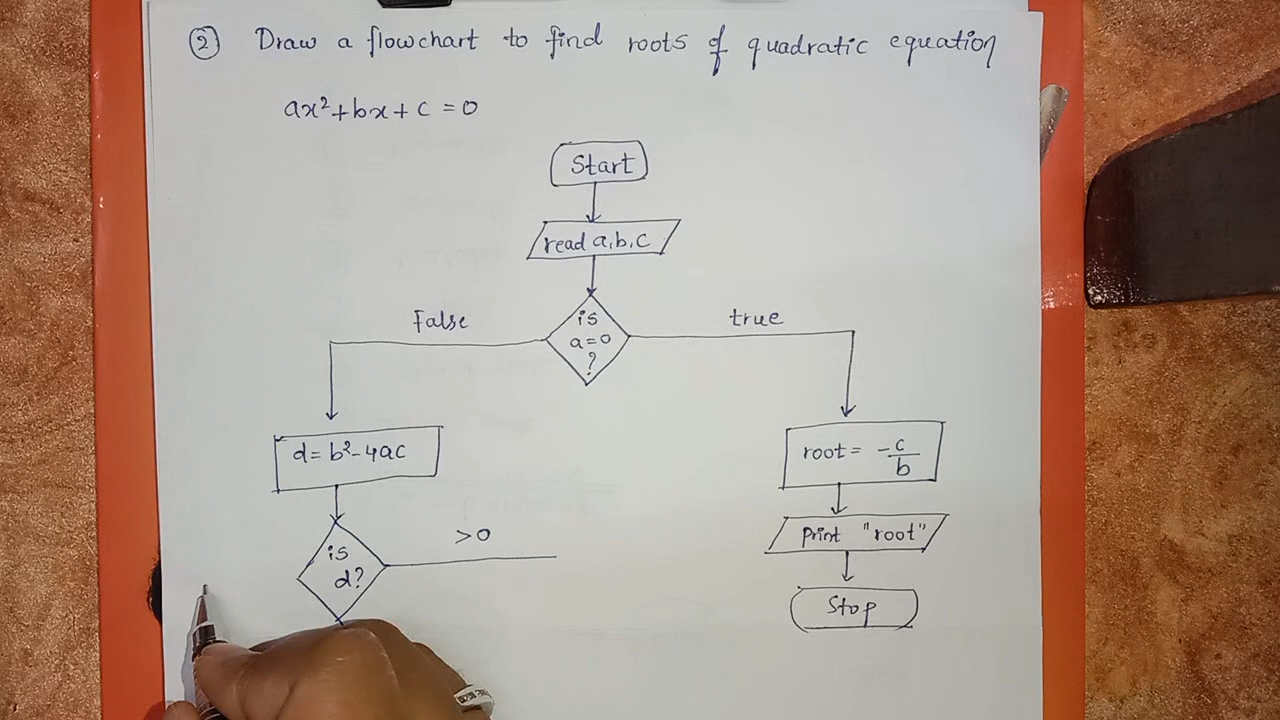 ② Draw a flowchart to find roots of quadratic equation
ax²+bx+c=0
Start
read a,b,c
is
a=0
?
False
true
d=b²-4ac
root= -c/b
>0
is
d?
Print "root"
Stop